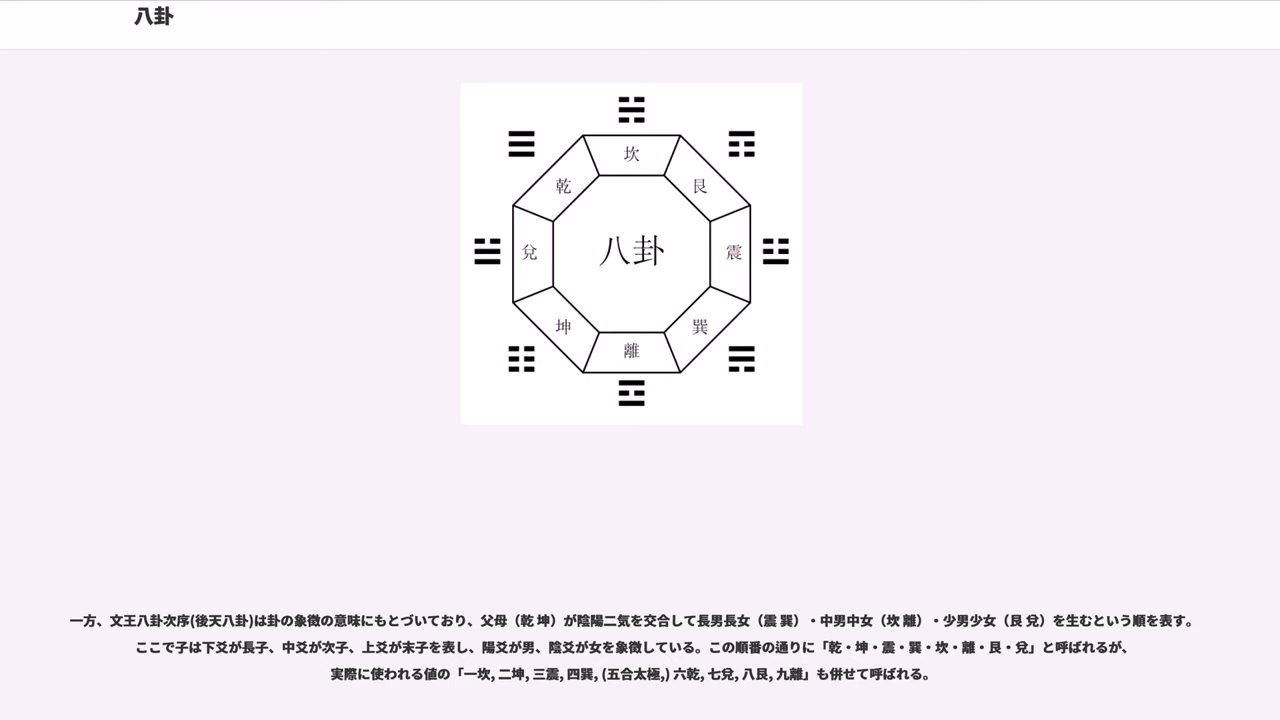 八卦
坎
乾
艮
兌
八卦
震
坤
巽
離
一方、文王八卦次序(後天八卦)は卦の象徴の意味にもとづいており、父母（乾 坤）が陰陽二気を交合して長男長女（震 巽）・中男中女（坎 離）・少男少女（艮 兌）を生むという順を表す。
ここで子は下爻が長子、中爻が次子、上爻が末子を表し、陽爻が男、陰爻が女を象徴している。この順番の通りに「乾・坤・震・巽・坎・離・艮・兌」と呼ばれるが、
実際に使われる値の「一坎, 二坤, 三震, 四巽, (五合太極,) 六乾, 七兌, 八艮, 九離」も併せて呼ばれる。